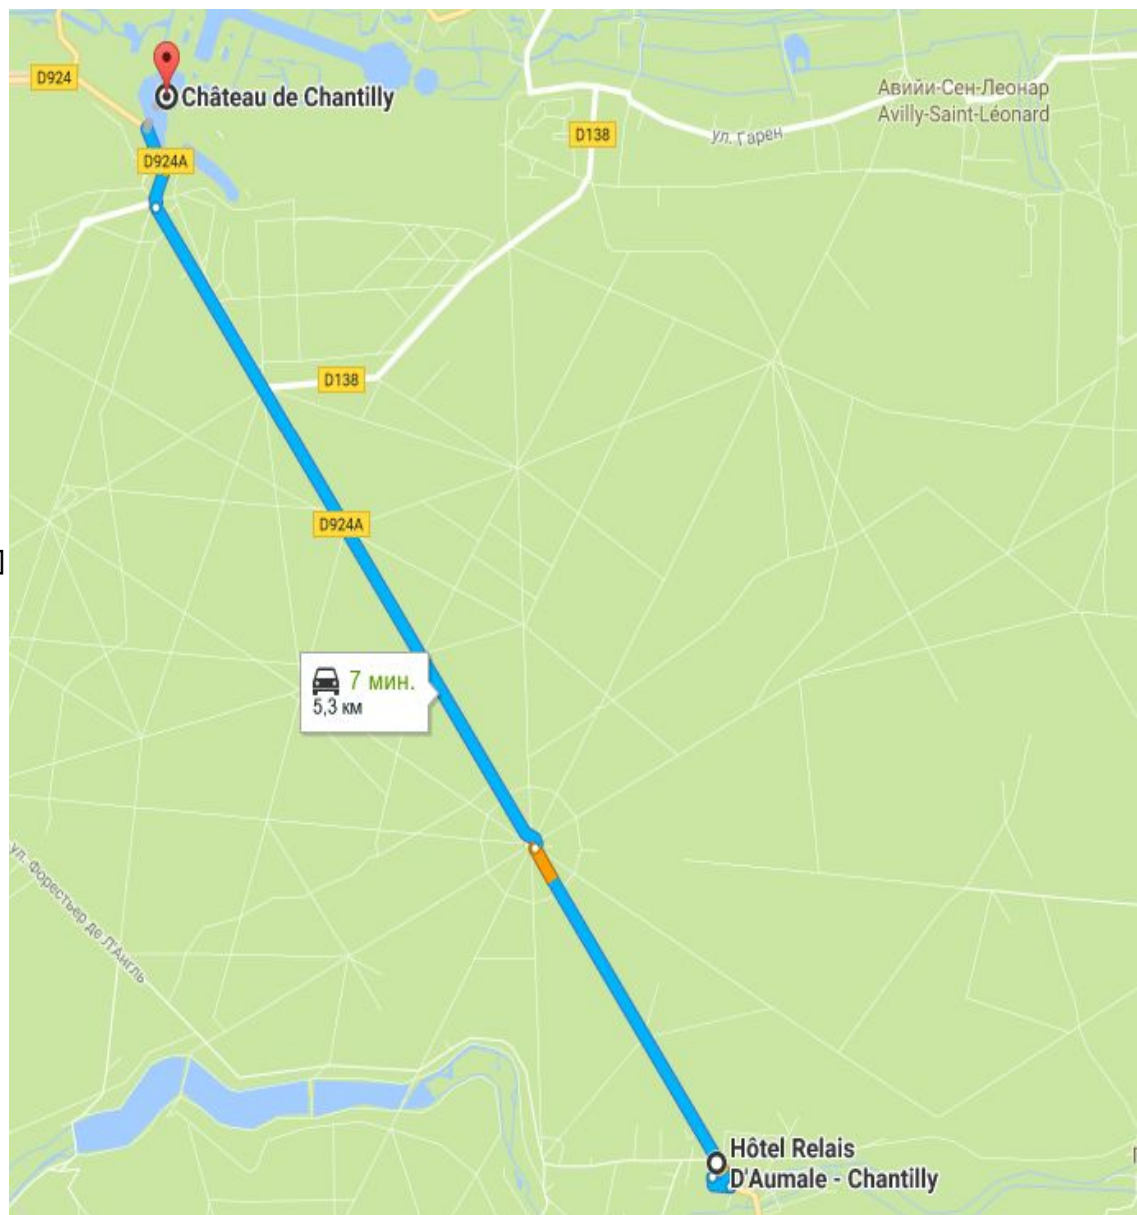 D924
Château de Chantilly
Авийи-Сен-Леонар
Avilly-Saint-Léonard
D138
ул. Гарен
D924A
D138
D924A
]
7 мин.
5,3 км
ул. Форестьер де Л'Англь
Hôtel Relais
D'Aumale - Chantilly